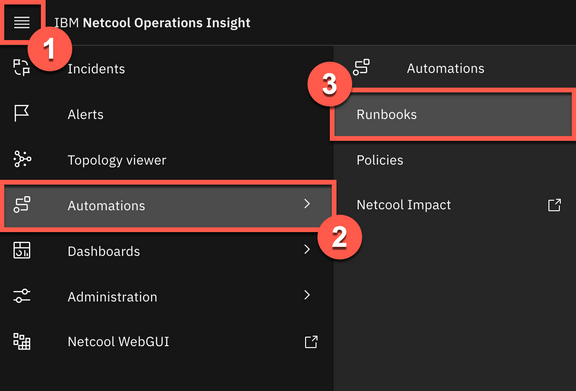 IBM Netcool Operations Insight
1
Incidents
Alerts
Topology viewer
Automations
2
Dashboards
Administration
Netcool WebGUI
Automations
3
Runbooks
Policies
Netcool Impact